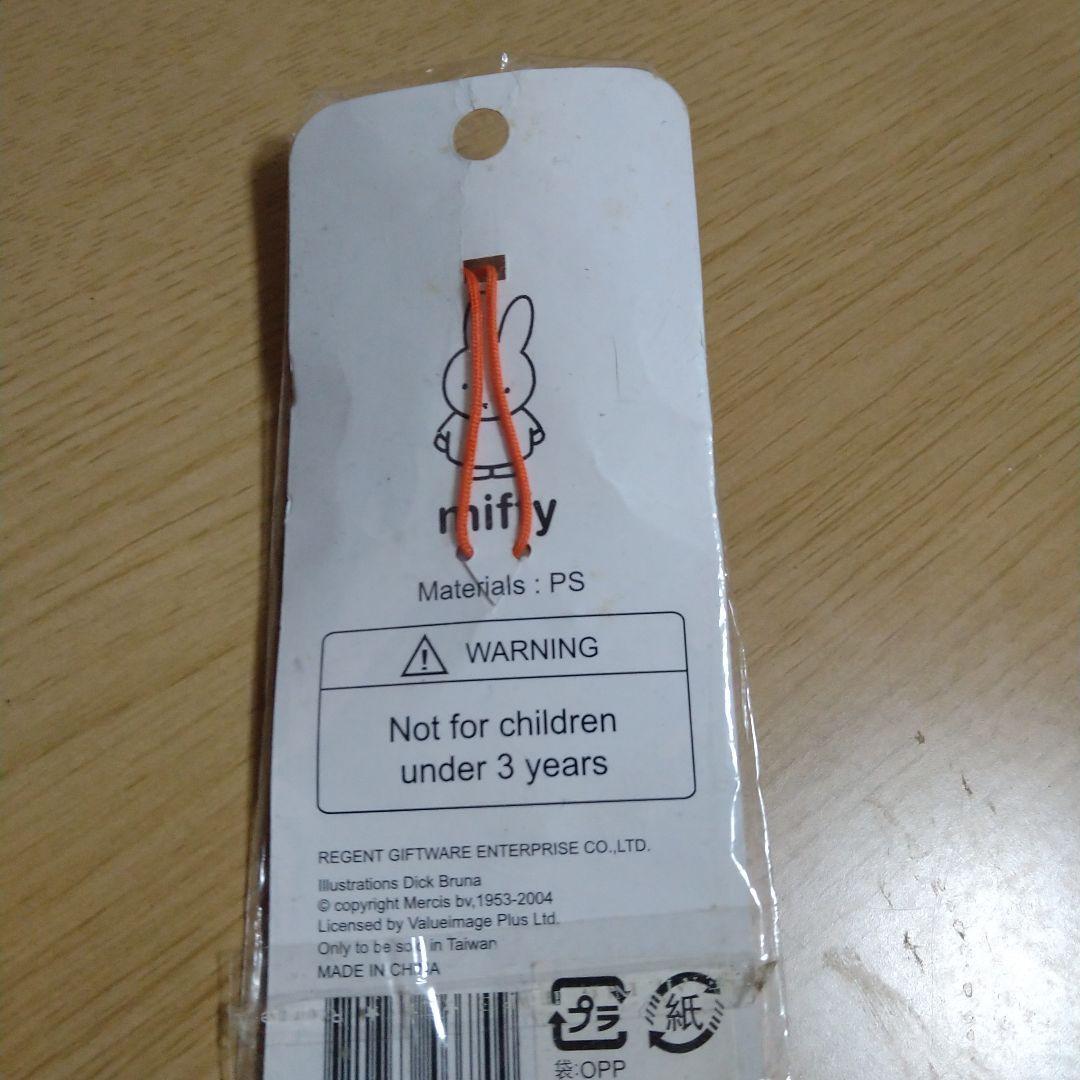 miffy
Materials : PS
WARNING
Not for children
under 3 years
REGENT GIFTWARE ENTERPRISE CO.,LTD.
Illustrations Dick Bruna
© copyright Mercis bv,1953-2004
Licensed by Valueimage Plus Ltd.
Only to be sold in Taiwan
MADE IN CHINA
プラ
紙
袋:OPP